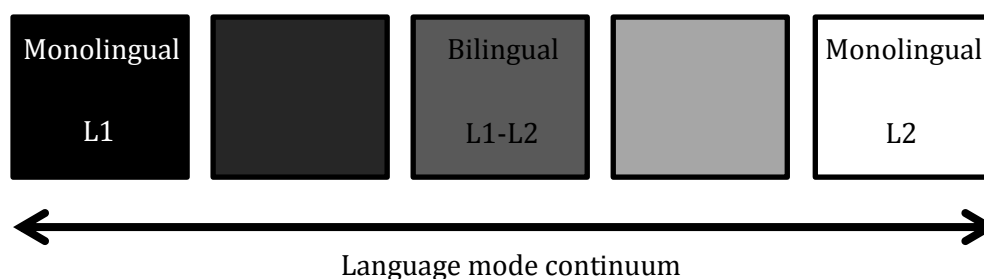 Monolingual
L1
Bilingual
L1-L2
Monolingual
L2
Language mode continuum